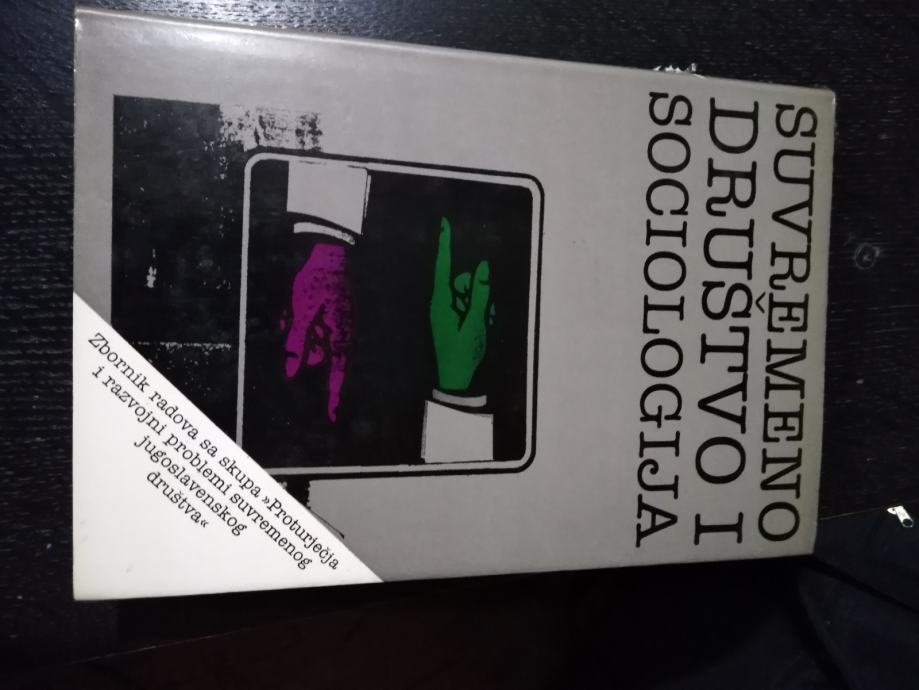 SUVREMENO
DRUŠTVO I
SOCIOLOGIJA
Zbornik radova sa skupa »Proturječja
i razvojni problemi suvremenog
jugoslavenskog
društva«